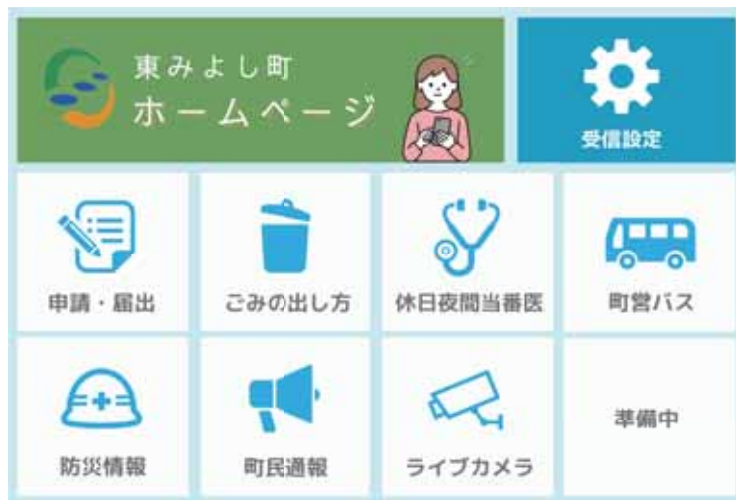 東みよし町
ホームページ
受信設定
申請・届出
ごみの出し方
休日夜間当番医
町営バス
防災情報
町民通報
ライブカメラ
準備中